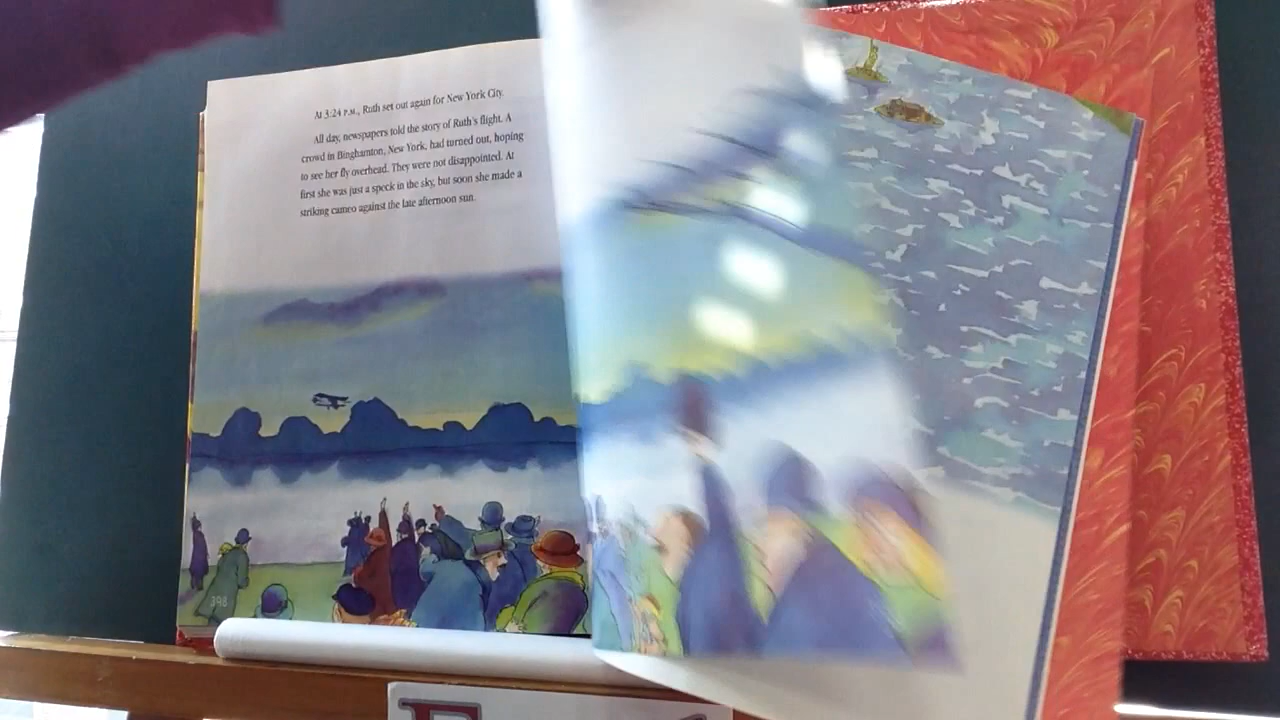 At 3:24 P.M., Ruth set out again for New York City.
All day, newspapers told the story of Ruth's flight. A
crowd in Binghamton, New York, had turned out, hoping
to see her fly overhead. They were not disappointed. At
first she was just a speck in the sky, but soon she made a
striking cameo against the late afternoon sun.
398